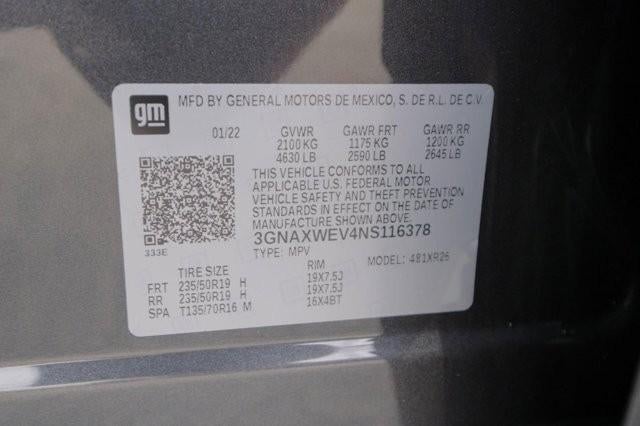 gm
MFD BY GENERAL MOTORS DE MEXICO, S. DE R.L. DE C.V.
01/22 GVWR GAWR FRT GAWR RR
2100 KG 1175 KG 1200 KG
4630 LB 2590 LB 2645 LB
THIS VEHICLE CONFORMS TO ALL
APPLICABLE U.S. FEDERAL MOTOR
VEHICLE SAFETY AND THEFT PREVENTION
STANDARDS IN EFFECT ON THE DATE OF
MANUFACTURE SHOWN ABOVE.
333E
3GNAXWEV4NS116378
TYPE: MPV MODEL: 481XR26
TIRE SIZE RIM
FRT 235/50R19 H 19X7.5J
RR 235/50R19 H 19X7.5J
SPA T135/70R16 M 16X4BT